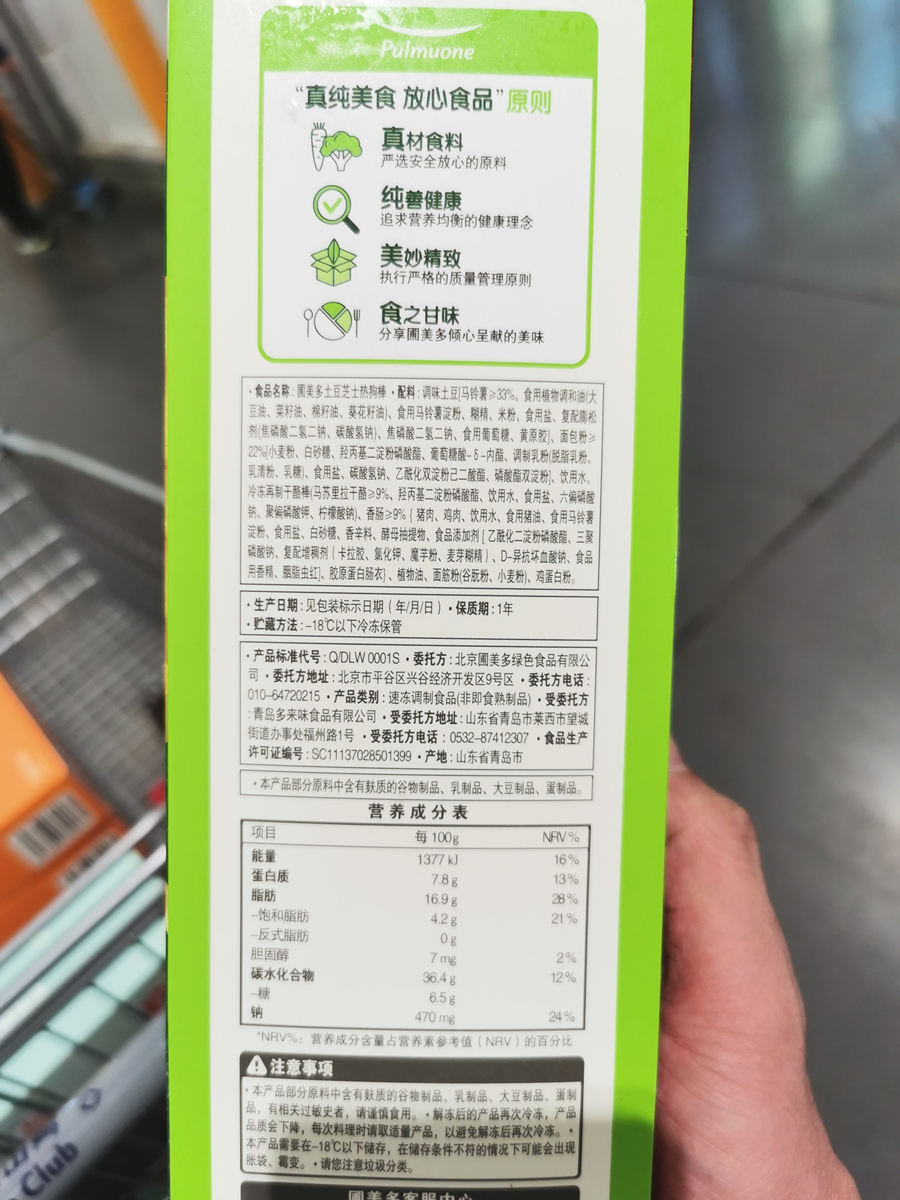 Pulmuone
“真纯美食 放心食品”原则
真材食料
严选安全放心的原料
纯善健康
追求营养均衡的健康理念
美妙精致
执行严格的质量管理原则
食之甘味
分享圃美多倾心呈献的美味
·食品名称:圃美多土豆芝士热狗棒·配料:调味土豆[马铃薯≥33%、食用植物调和油(大
豆油、菜籽油、棉籽油、葵花籽油)、食用马铃薯淀粉、糊精、米粉、食用盐、复配膨松
剂(焦磷酸二氢二钠、碳酸氢钠)、焦磷酸二氢二钠、食用葡萄糖、黄原胶]、面包粉≥
22%[小麦粉、白砂糖、羟丙基二淀粉磷酸酯、葡萄糖酸-δ-内酯、调制乳粉(脱脂乳粉、
乳清粉、乳糖)、食用盐、碳酸氢钠、乙酰化双淀粉己二酸酯、磷酸酯双淀粉]、饮用水、
冷冻再制干酪棒(马苏里拉干酪≥9%、羟丙基二淀粉磷酸酯、饮用水、食用盐、六偏磷酸
钠、聚偏磷酸钾、柠檬酸钠)、香肠≥9%{猪肉、鸡肉、饮用水、食用猪油、食用马铃薯
淀粉、食用盐、白砂糖、香辛料、酵母抽提物、食品添加剂[乙酰化二淀粉磷酸酯、三聚
磷酸钠、复配增稠剂(卡拉胶、氯化钾、魔芋粉、麦芽糊精)、D-异抗坏血酸钠、食品
用香精、胭脂虫红]、胶原蛋白肠衣}、植物油、面筋粉(谷朊粉、小麦粉)、鸡蛋白粉。
·生产日期:见包装标示日期(年/月/日)·保质期:1年
·贮藏方法:-18℃以下冷冻保管
·产品标准代号:Q/DLW 0001S·委托方:北京圃美多绿色食品有限公
司·委托方地址:北京市平谷区兴谷经济开发区9号区·委托方电话:
010-64720215·产品类别:速冻调制食品(非即食熟制品)·受委托方
:青岛多来味食品有限公司·受委托方地址:山东省青岛市莱西市望城
街道办事处福州路1号·受委托方电话:0532-87412307·食品生产
许可证编号:SC11137028501399·产地:山东省青岛市
·本产品部分原料中含有麸质的谷物制品、乳制品、大豆制品、蛋制品。
营养成分表
项目 每100g NRV%
能量 1377 kJ 16%
蛋白质 7.8 g 13%
脂肪 16.9 g 28%
-饱和脂肪 4.2 g 21%
-反式脂肪 0 g
胆固醇 7 mg 2%
碳水化合物 36.4 g 12%
-糖 6.5 g
钠 470 mg 24%
*NRV%:营养成分含量占营养素参考值(NRV)的百分比
注意事项
·本产品部分原料中含有麸质的谷物制品、乳制品、大豆制品、蛋制
品,有相关过敏史者,请谨慎食用。·解冻后的产品再次冷冻,产品
品质会下降,每次料理时请取适量产品,以避免解冻后再次冷冻。·
本产品需要在-18℃以下储存,在储存条件不符的情况下可能会出现
胀袋、霉变。·请您注意垃圾分类。
圃美多客服中心
Club